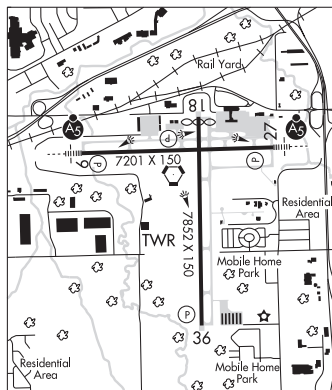 Rail Yard
18
A5
A5
P
27
9
P
7201 X 150
P
7852 X 150
Residential
Area
TWR
Mobile Home
Park
P
36
Residential
Area
Mobile Home
Park